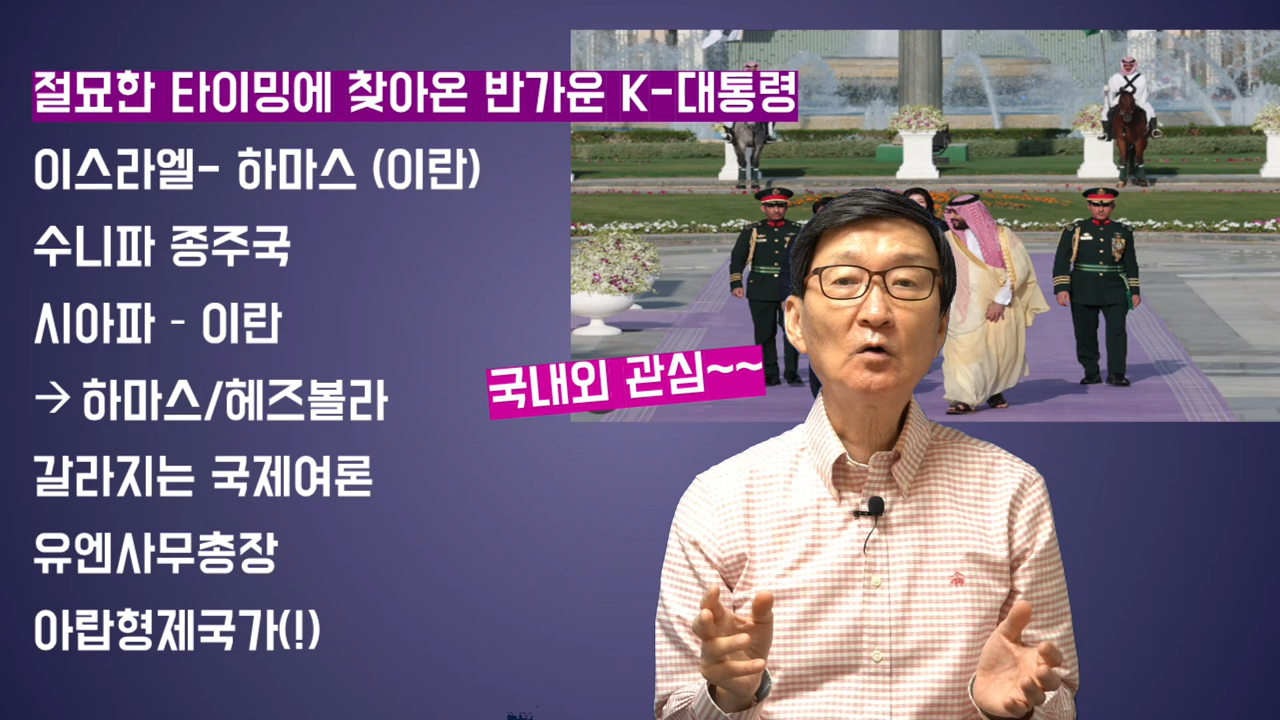 절묘한 타이밍에 찾아온 반가운 K-대통령
이스라엘- 하마스 (이란)
수니파 종주국
시아파 - 이란
→ 하마스/헤즈볼라
국내외 관심~~
갈라지는 국제여론
유엔사무총장
아랍형제국가(!)